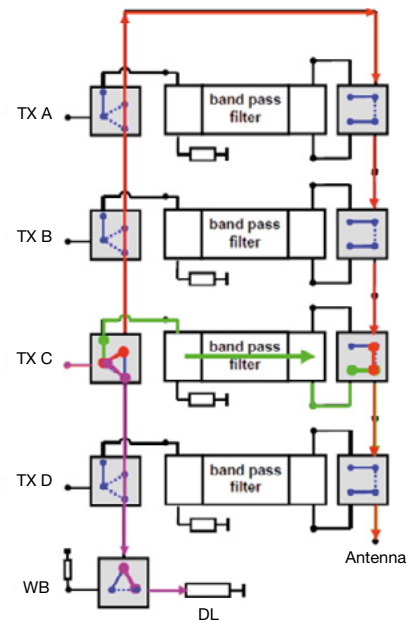 TX A
band pass
filter
TX B
band pass
filter
TX C
band pass
filter
TX D
band pass
filter
Antenna
WB
DL